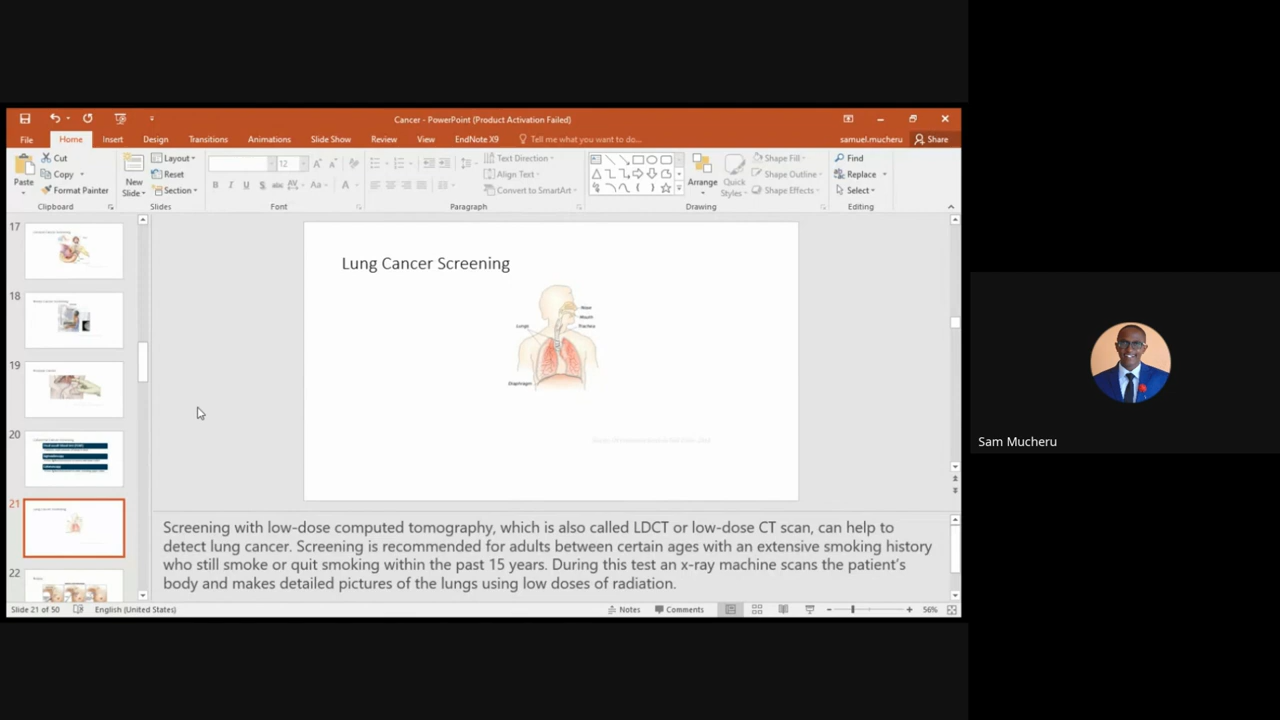 Cancer - PowerPoint (Product Activation Failed)
File Home Insert Design Transitions Animations Slide Show Review View EndNote X9 Tell me what you want to do... samuel.mucheru Share
Paste
Cut
Copy
Format Painter
Clipboard
New Slide
Layout
Reset
Section
Slides
12
Font
Text Direction
Align Text
Convert to SmartArt
Paragraph
Arrange
Quick Styles
Shape Fill
Shape Outline
Shape Effects
Drawing
Find
Replace
Select
Editing
17
18
19
20
21
22
Lung Cancer Screening
Nose
Mouth
Trachea
Lungs
Diaphragm
Screening with low-dose computed tomography, which is also called LDCT or low-dose CT scan, can help to
detect lung cancer. Screening is recommended for adults between certain ages with an extensive smoking history
who still smoke or quit smoking within the past 15 years. During this test an x-ray machine scans the patient's
body and makes detailed pictures of the lungs using low doses of radiation.
Slide 21 of 50 English (United States) Notes Comments 56%
Sam Mucheru